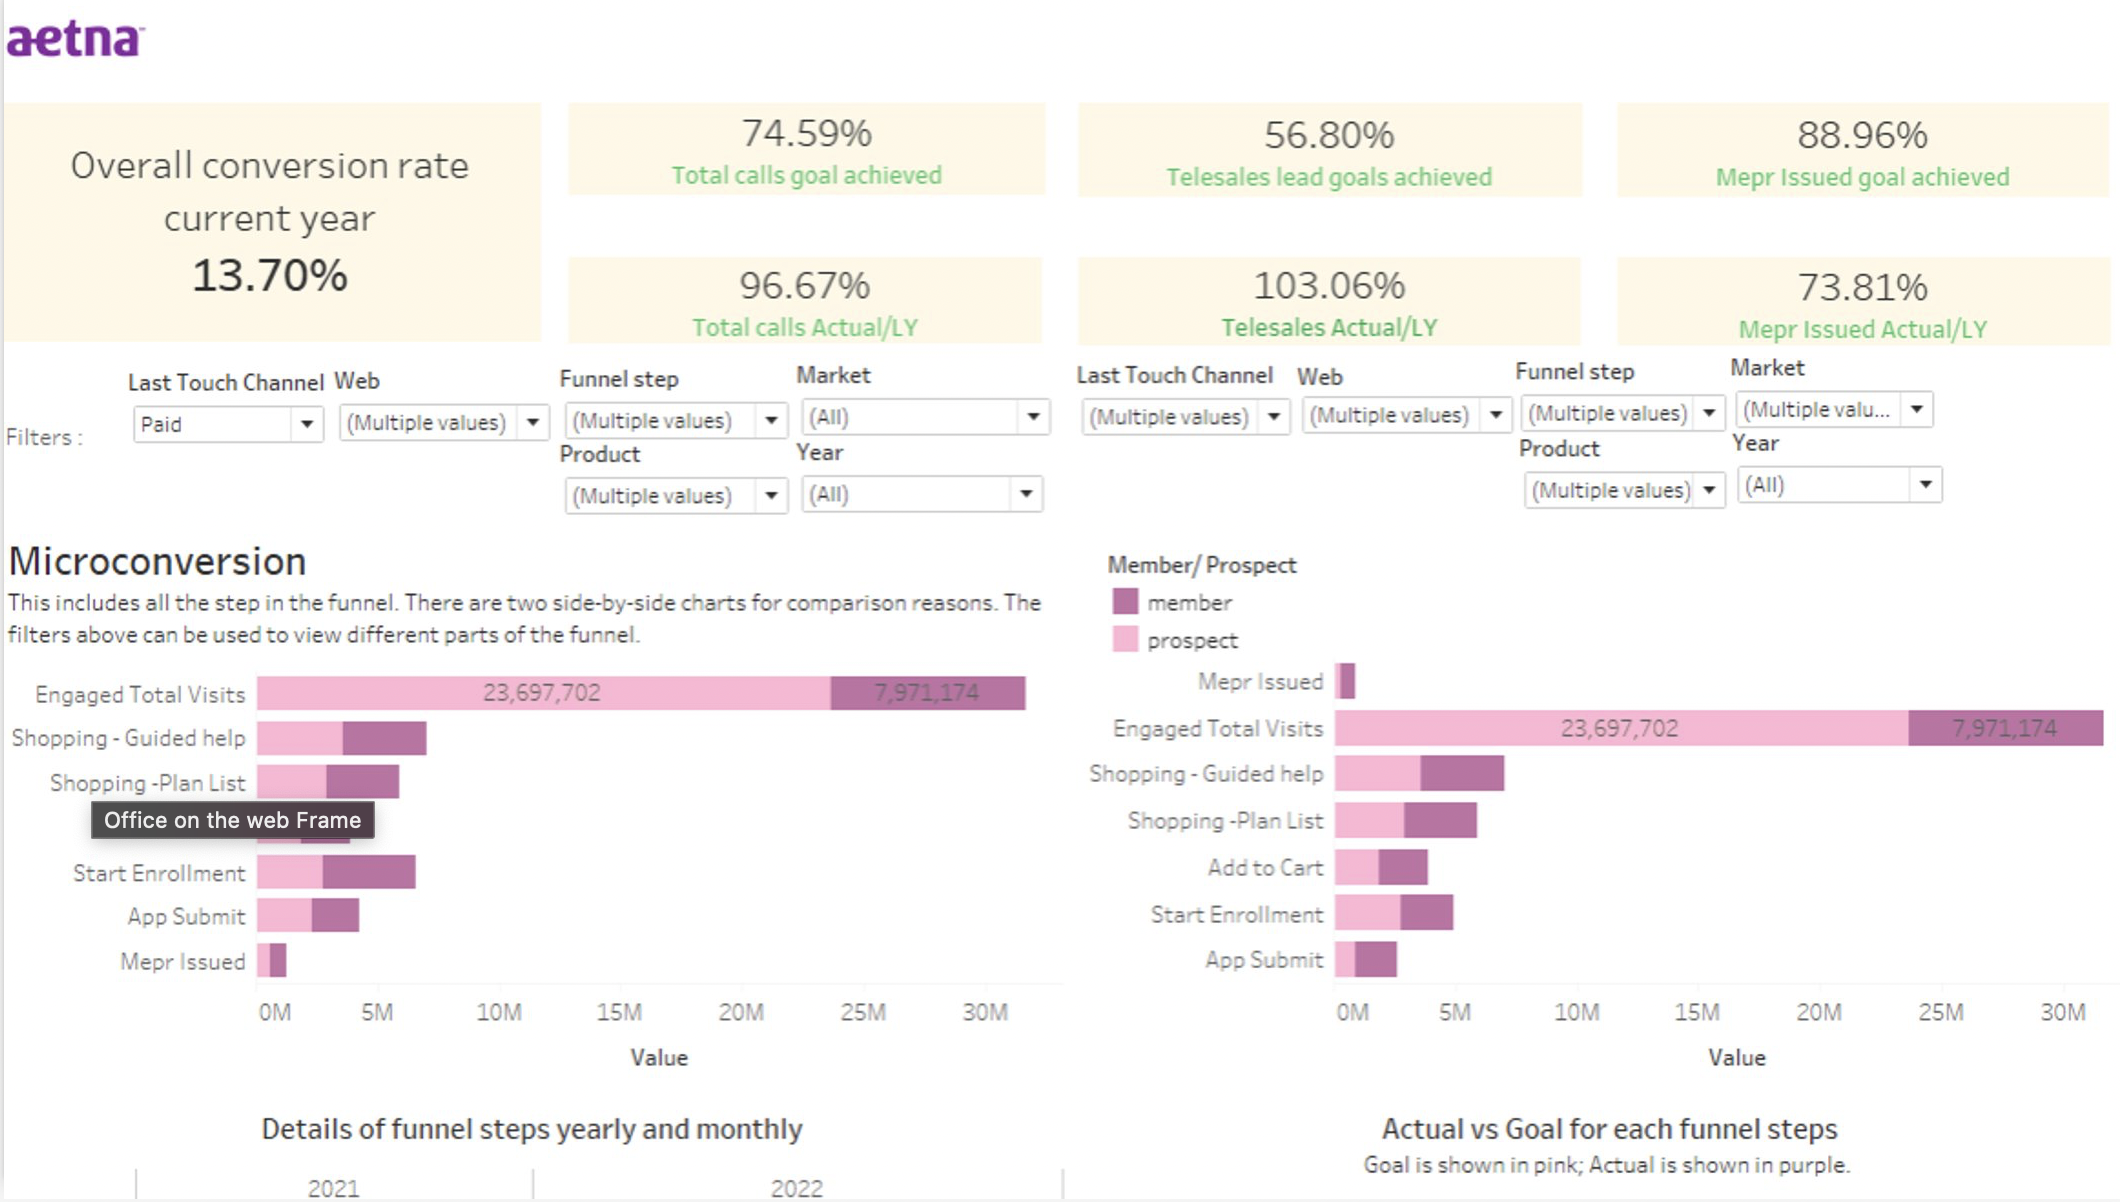 aetna
Overall conversion rate
current year
13.70%
74.59%
Total calls goal achieved
56.80%
Telesales lead goals achieved
88.96%
Mepr Issued goal achieved
96.67%
Total calls Actual/LY
103.06%
Telesales Actual/LY
73.81%
Mepr Issued Actual/LY
Filters :
Last Touch Channel
Paid
Web
(Multiple values)
Funnel step
(Multiple values)
Market
(All)
Product
(Multiple values)
Year
(All)
Last Touch Channel
(Multiple values)
Web
(Multiple values)
Funnel step
(Multiple values)
Market
(Multiple valu...
Product
(Multiple values)
Year
(All)
Microconversion
This includes all the step in the funnel. There are two side-by-side charts for comparison reasons. The
filters above can be used to view different parts of the funnel.
Engaged Total Visits
23,697,702
7,971,174
Shopping - Guided help
Shopping -Plan List
Office on the web Frame
Start Enrollment
App Submit
Mepr Issued
0M 5M 10M 15M 20M 25M 30M
Value
Member/ Prospect
member
prospect
Mepr Issued
Engaged Total Visits
23,697,702
7,971,174
Shopping - Guided help
Shopping -Plan List
Add to Cart
Start Enrollment
App Submit
0M 5M 10M 15M 20M 25M 30M
Value
Details of funnel steps yearly and monthly
2021
2022
Actual vs Goal for each funnel steps
Goal is shown in pink; Actual is shown in purple.